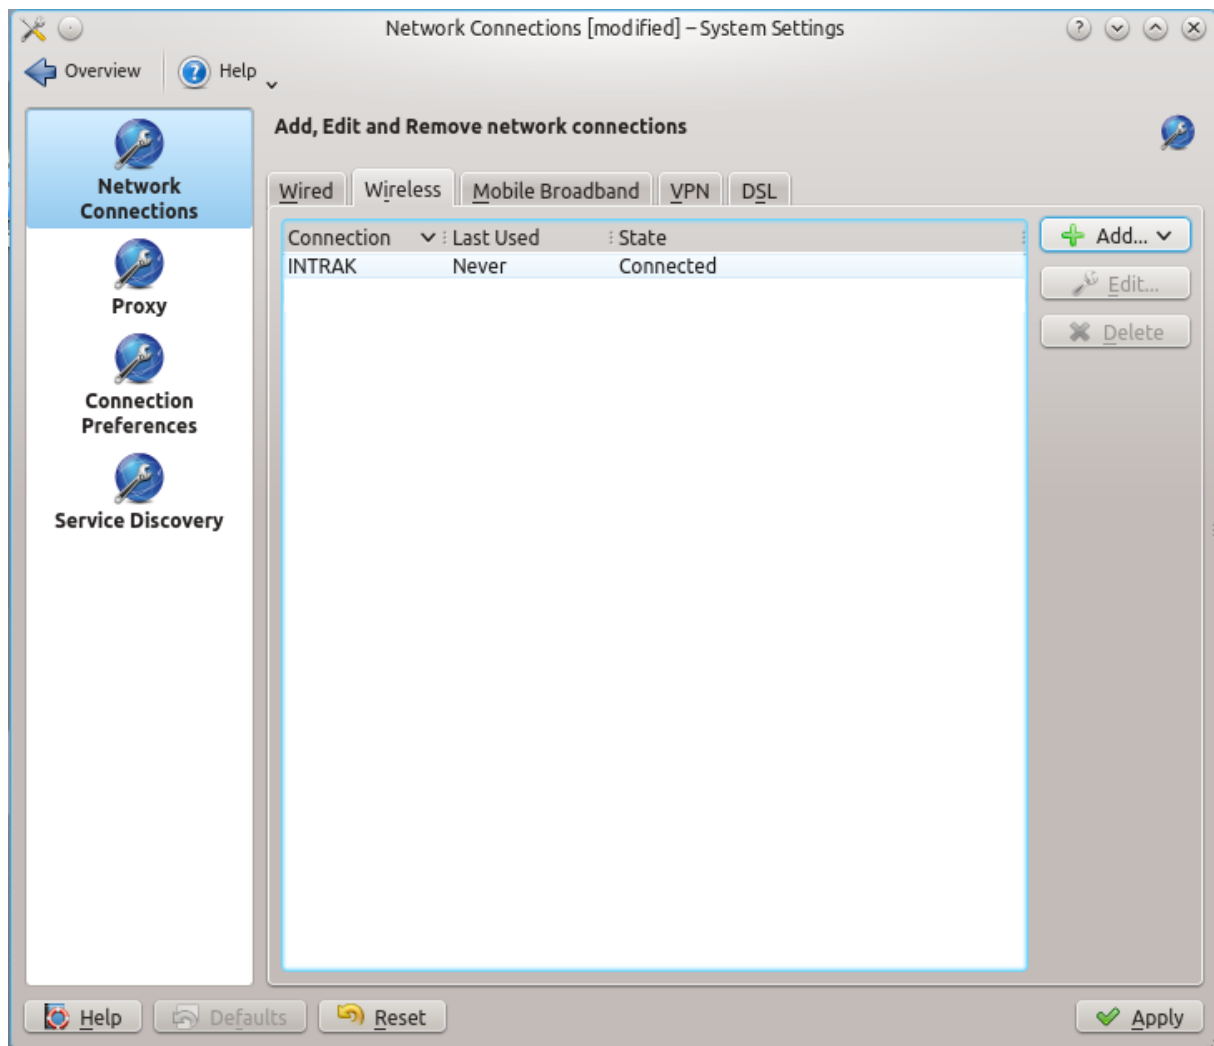 Network Connections [modified] – System Settings
Overview Help
Network
Connections
Proxy
Connection
Preferences
Service Discovery
Add, Edit and Remove network connections
Wired Wireless Mobile Broadband VPN DSL
Connection Last Used State
INTRAK Never Connected
Add...
Edit...
Delete
Help Defaults Reset Apply